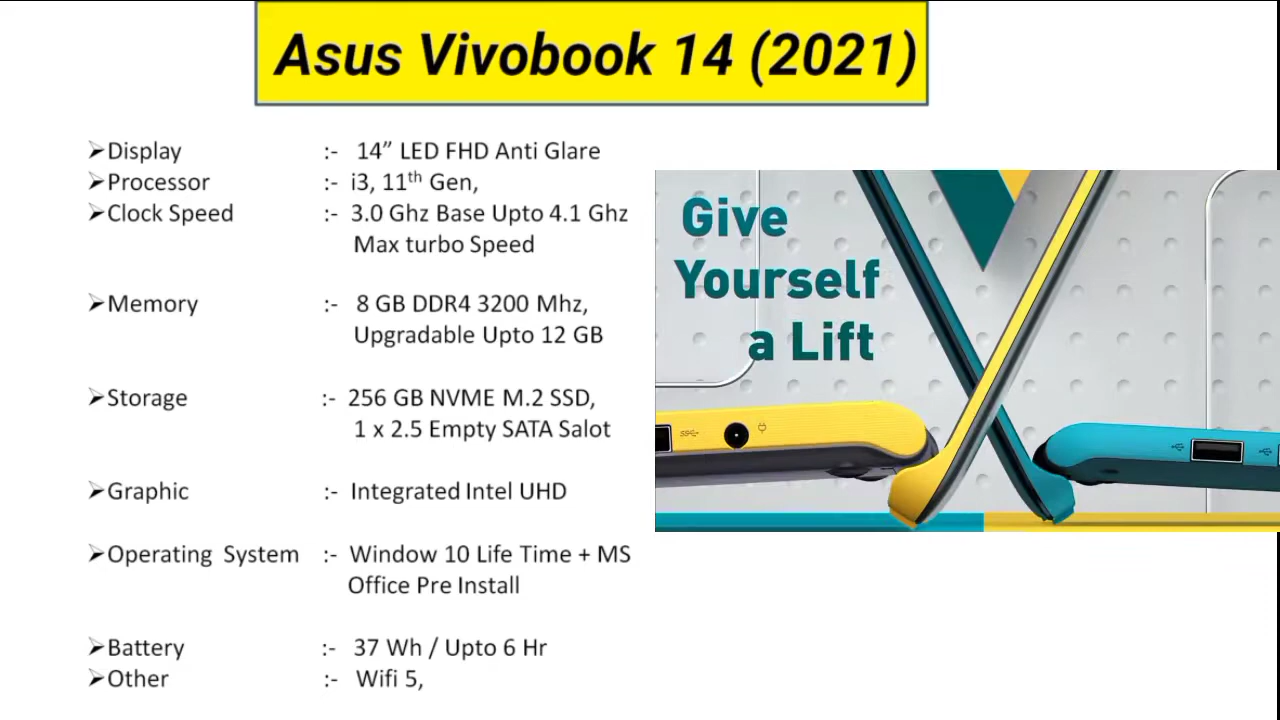 Asus Vivobook 14 (2021)
➢Display :- 14” LED FHD Anti Glare
➢Processor :- i3, 11th Gen,
➢Clock Speed :- 3.0 Ghz Base Upto 4.1 Ghz
Max turbo Speed
➢Memory :- 8 GB DDR4 3200 Mhz,
Upgradable Upto 12 GB
➢Storage :- 256 GB NVME M.2 SSD,
1 x 2.5 Empty SATA Salot
➢Graphic :- Integrated Intel UHD
➢Operating System :- Window 10 Life Time + MS
Office Pre Install
➢Battery :- 37 Wh / Upto 6 Hr
➢Other :- Wifi 5,
Give
Yourself
a Lift